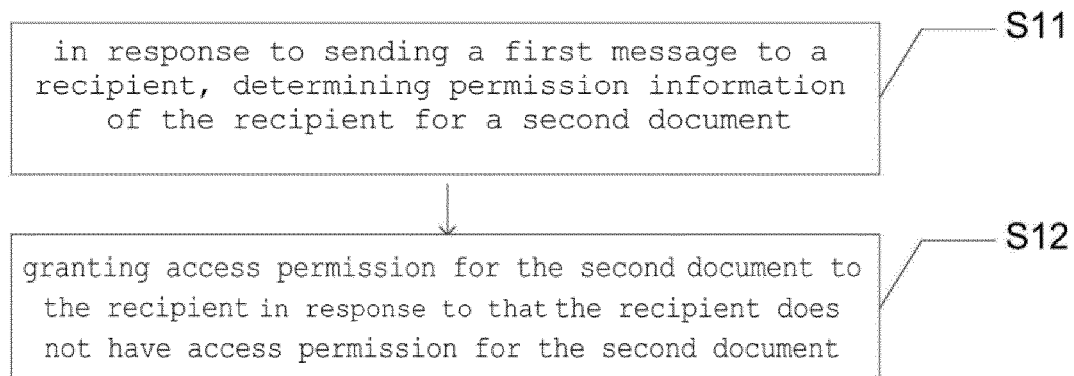 in response to sending a first message to a
recipient, determining permission information
of the recipient for a second document
S11
granting access permission for the second document to
the recipient in response to that the recipient does
not have access permission for the second document
S12